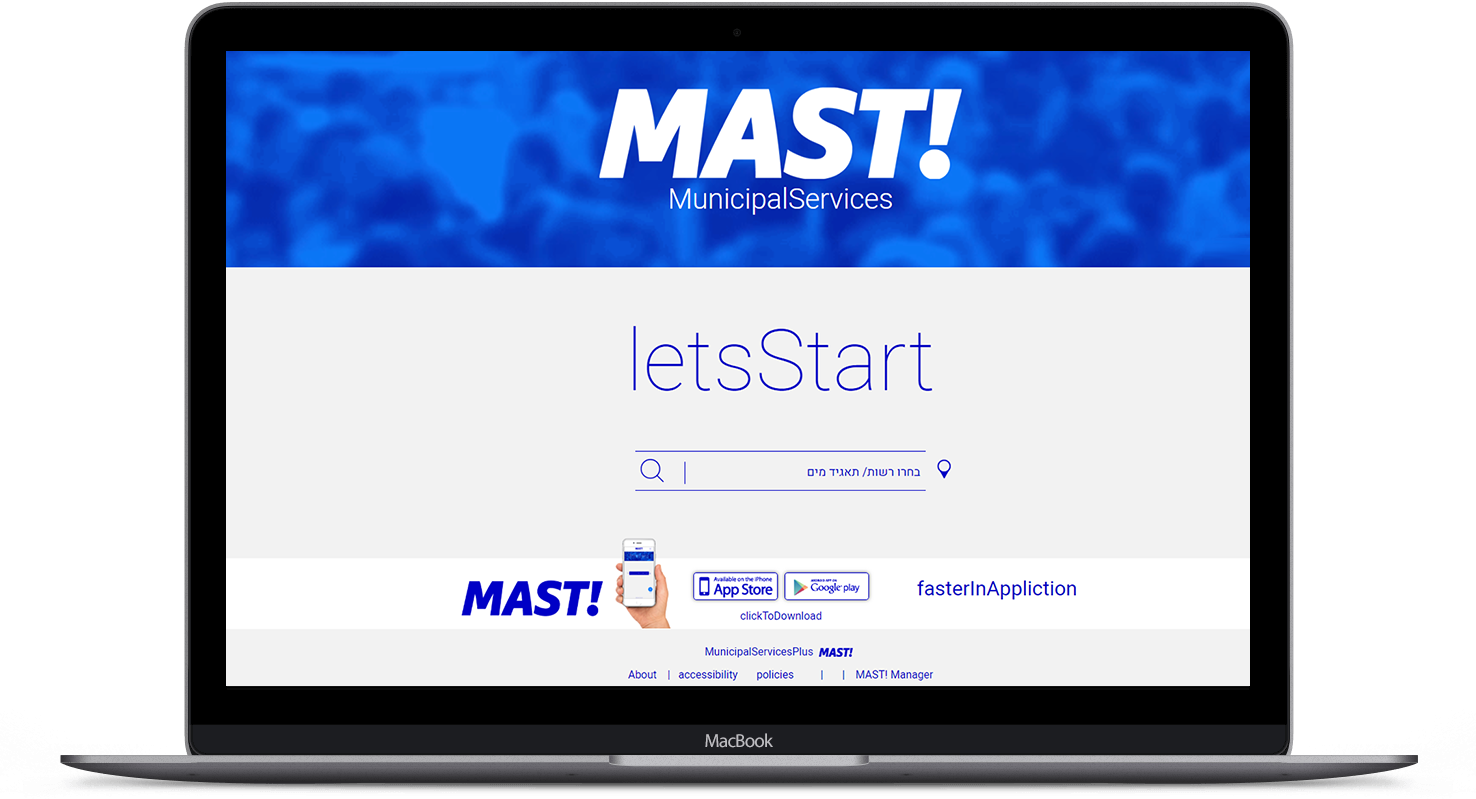 MAST!
MunicipalServices
letsStart
בחרו רשות/ תאגיד מים
MAST!
Available on the iPhone
App Store
Google play
clickToDownload
fasterInAppliction
MunicipalServicesPlus MAST!
About | accessibility policies | | MAST! Manager
MacBook